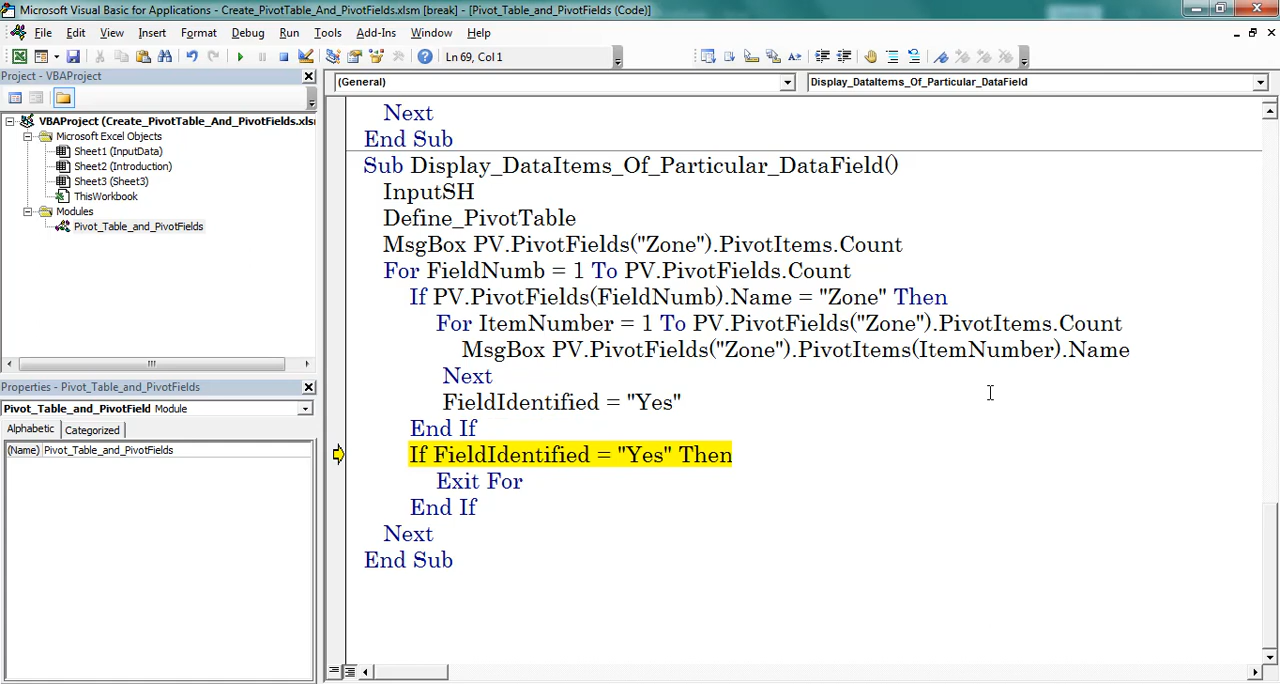 Microsoft Visual Basic for Applications - Create_PivotTable_And_PivotFields.xlsm [break] - [Pivot_Table_and_PivotFields (Code)]
File Edit View Insert Format Debug Run Tools Add-Ins Window Help
Ln 69, Col 1
Project - VBAProject
(General)
Display_DataItems_Of_Particular_DataField
VBAProject (Create_PivotTable_And_PivotFields.xlsm
Microsoft Excel Objects
Sheet1 (InputData)
Sheet2 (Introduction)
Sheet3 (Sheet3)
ThisWorkbook
Modules
Pivot_Table_and_PivotFields
Properties - Pivot_Table_and_PivotFields
Pivot_Table_and_PivotField Module
Alphabetic Categorized
(Name) Pivot_Table_and_PivotFields
Next
End Sub
Sub Display_DataItems_Of_Particular_DataField()
InputSH
Define_PivotTable
MsgBox PV.PivotFields("Zone").PivotItems.Count
For FieldNumb = 1 To PV.PivotFields.Count
If PV.PivotFields(FieldNumb).Name = "Zone" Then
For ItemNumber = 1 To PV.PivotFields("Zone").PivotItems.Count
MsgBox PV.PivotFields("Zone").PivotItems(ItemNumber).Name
Next
FieldIdentified = "Yes"
End If
If FieldIdentified = "Yes" Then
Exit For
End If
Next
End Sub